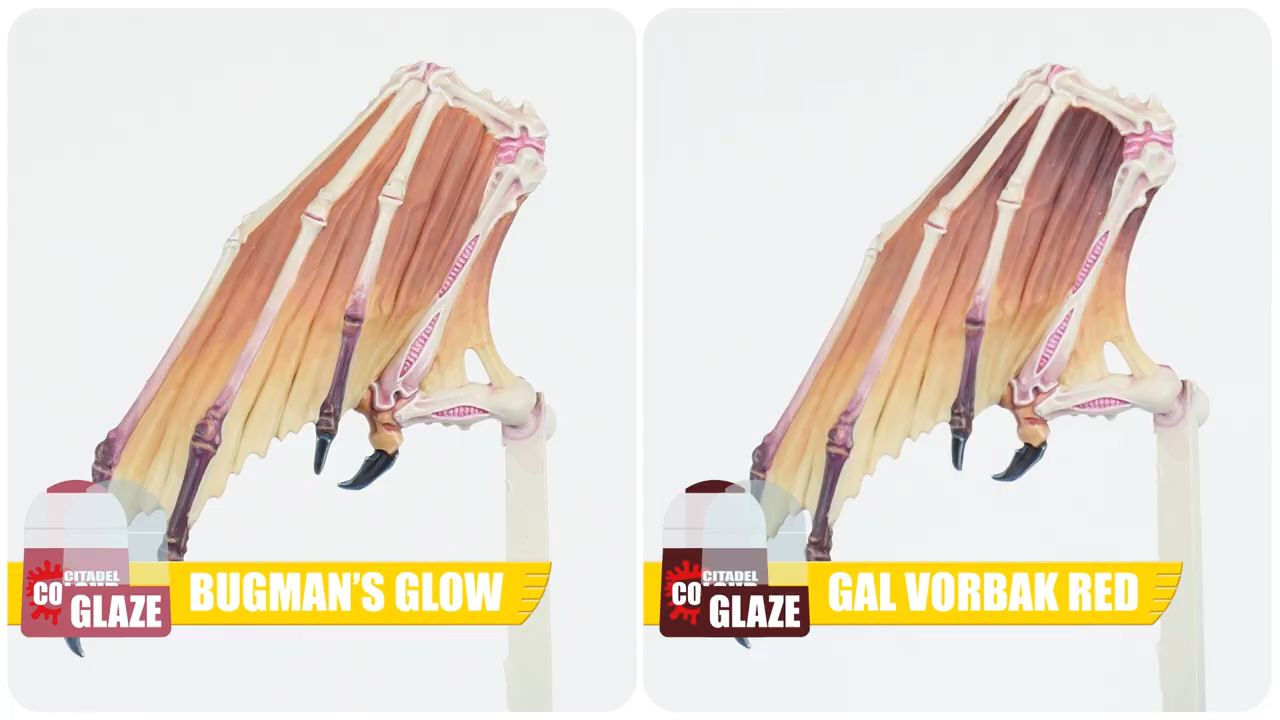 CITADEL
CO
GLAZE
BUGMAN'S GLOW
CITADEL
CO
GLAZE
GAL VORBAK RED